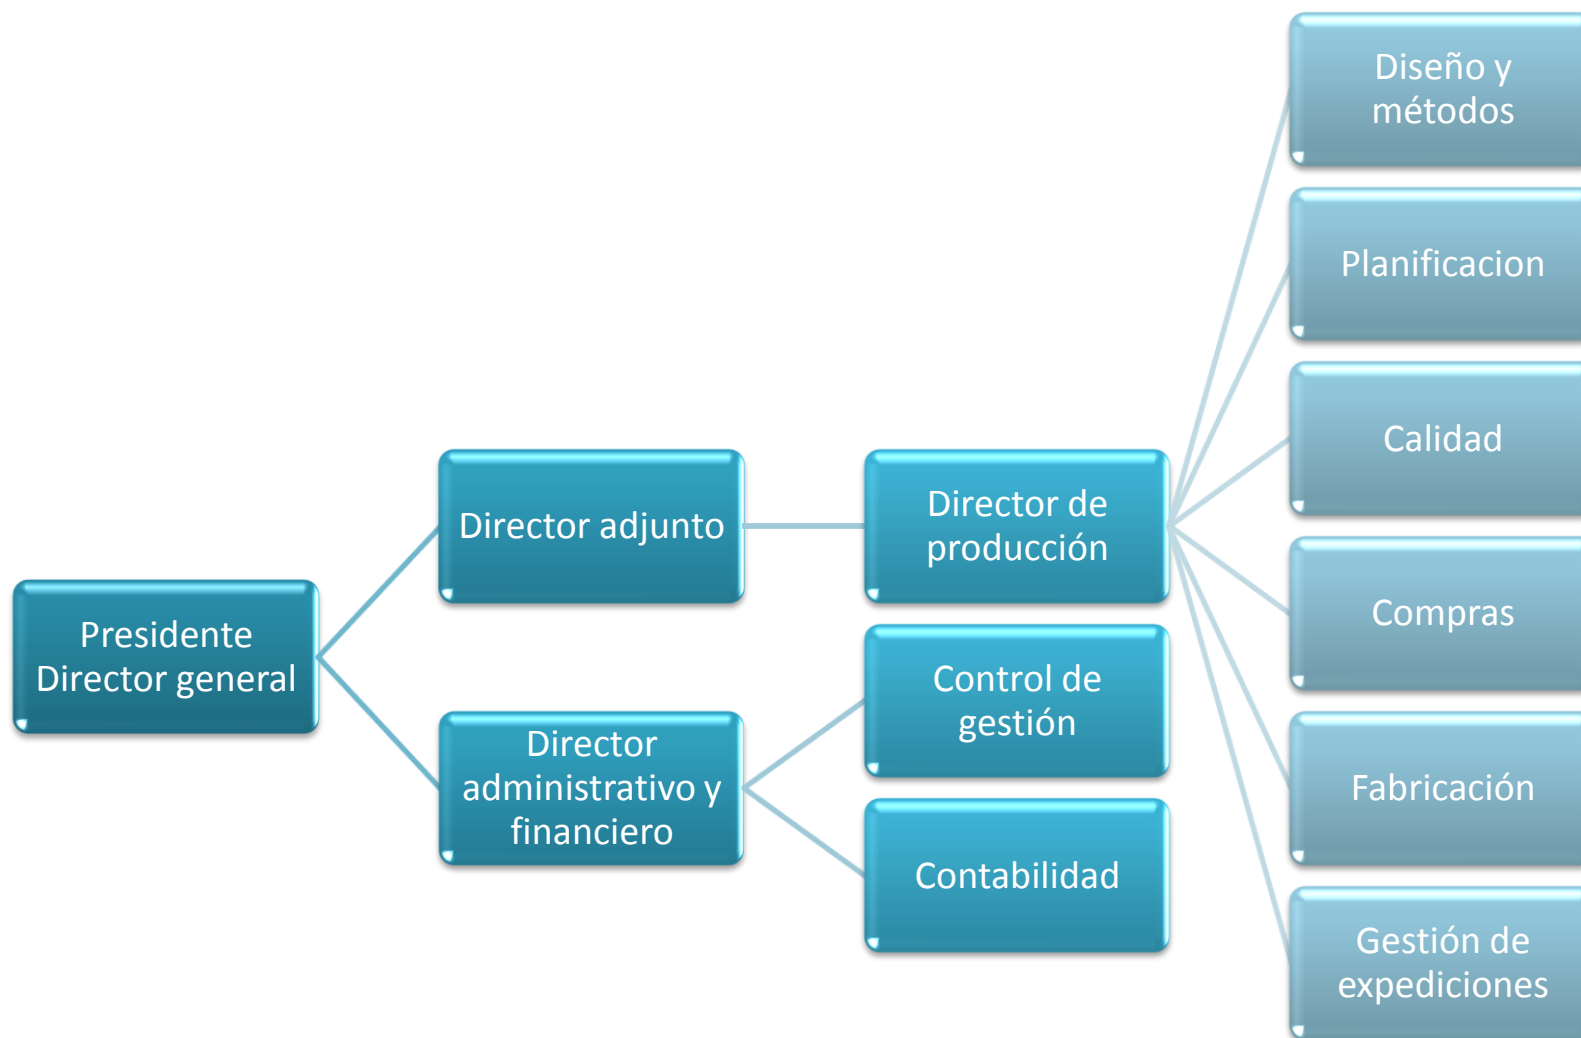 Presidente
Director general
Director adjunto
Director
administrativo y
financiero
Director de
producción
Control de
gestión
Contabilidad
Diseño y
métodos
Planificacion
Calidad
Compras
Fabricación
Gestión de
expediciones